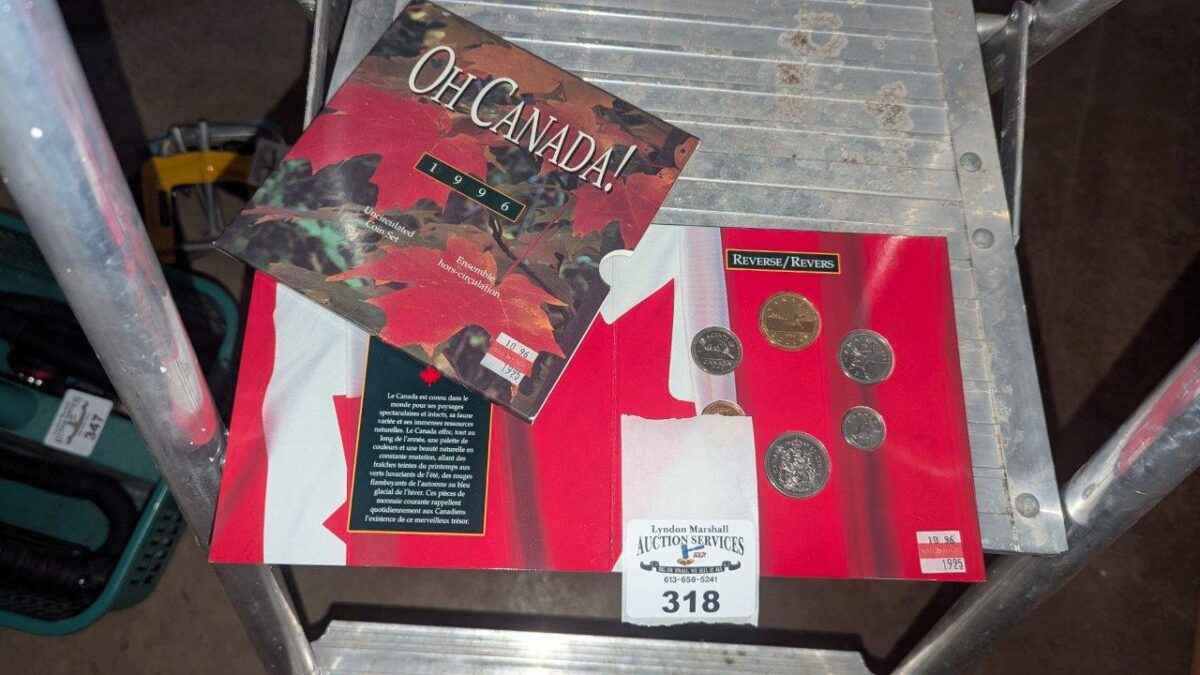 OH CANADA!
1996
Uncirculated
Coin Set
Ensemble
hors-circulation
19 96
1995
REVERSE/REVERS
Le Canada est connu dans le
monde pour ses paysages
spectaculaires et intacts, sa faune
variée et ses immenses ressources
naturelles. Le Canada offre, tout au
long de l'année, une palette de
couleurs et une beauté naturelle en
constante mutation, allant des
fraîches teintes du printemps aux
verts luxuriants de l'été, des rouges
flamboyants de l'automne au bleu
glacial de l'hiver. Ces pièces de
monnaie courante rappellent
quotidiennement aux Canadiens
l'existence de ce merveilleux trésor.
19 96
1995
Lyndon Marshall
AUCTION SERVICES
613-656-5241
318
347